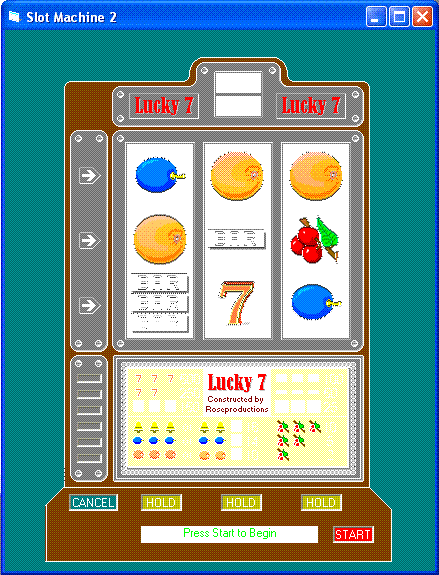 Slot Machine 2
Lucky 7 Lucky 7
BAR
7
BAR
BAR
BAR
7 7 7
7 7
Lucky 7
Constructed by
Roseproductions
CANCEL HOLD HOLD HOLD
Press Start to Begin START